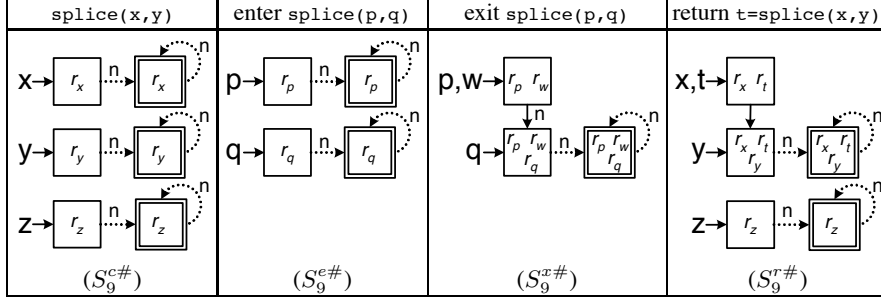 splice(x,y) enter splice(p,q) exit splice(p,q) return t=splice(x,y)
n n n n
x r_x n r_x p r_p n r_p p,w r_p r_w x,t r_x r_t
n n n n n n
y r_y n r_y q r_q n r_q q r_p r_w r_q n r_p r_w r_q y r_x r_t r_y n r_x r_t r_y
n n
z r_z n r_z z r_z n r_z
(S_9^{c#}) (S_9^{e#}) (S_9^{x#}) (S_9^{r#})